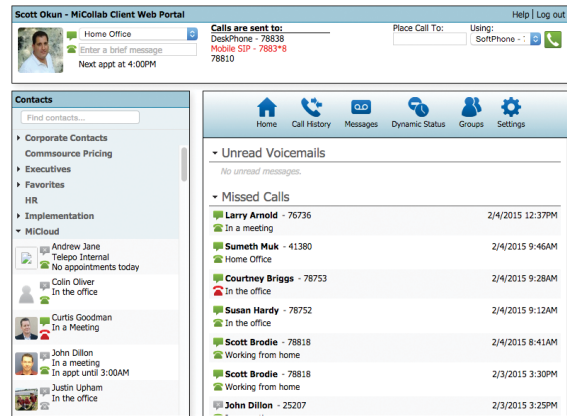 Scott Okun - MiCollab Client Web Portal
Help | Log out
Home Office
Enter a brief message
Next appt at 4:00PM
Calls are sent to:
DeskPhone - 78838
Mobile SIP - 7883*8
78810
Place Call To:
Using:
SoftPhone - 
Contacts
Find contacts...
Corporate Contacts
Commsource Pricing
Executives
Favorites
HR
Implementation
MiCloud
Andrew Jane
Telepo Internal
No appointments today
Colin Oliver
In the office
Curtis Goodman
In a Meeting
John Dillon
In a meeting
In appt until 3:00AM
Justin Upham
In the office
Home
Call History
Messages
Dynamic Status
Groups
Settings
Unread Voicemails
No unread messages.
Missed Calls
Larry Arnold - 76736 2/4/2015 12:37PM
In a meeting
Sumeth Muk - 41380 2/4/2015 9:46AM
Home Office
Courtney Briggs - 78753 2/4/2015 9:28AM
In the office
Susan Hardy - 78752 2/4/2015 9:12AM
In the office
Scott Brodie - 78818 2/4/2015 8:41AM
Working from home
Scott Brodie - 78818 2/3/2015 3:30PM
Working from home
John Dillon - 25207 2/3/2015 3:25PM